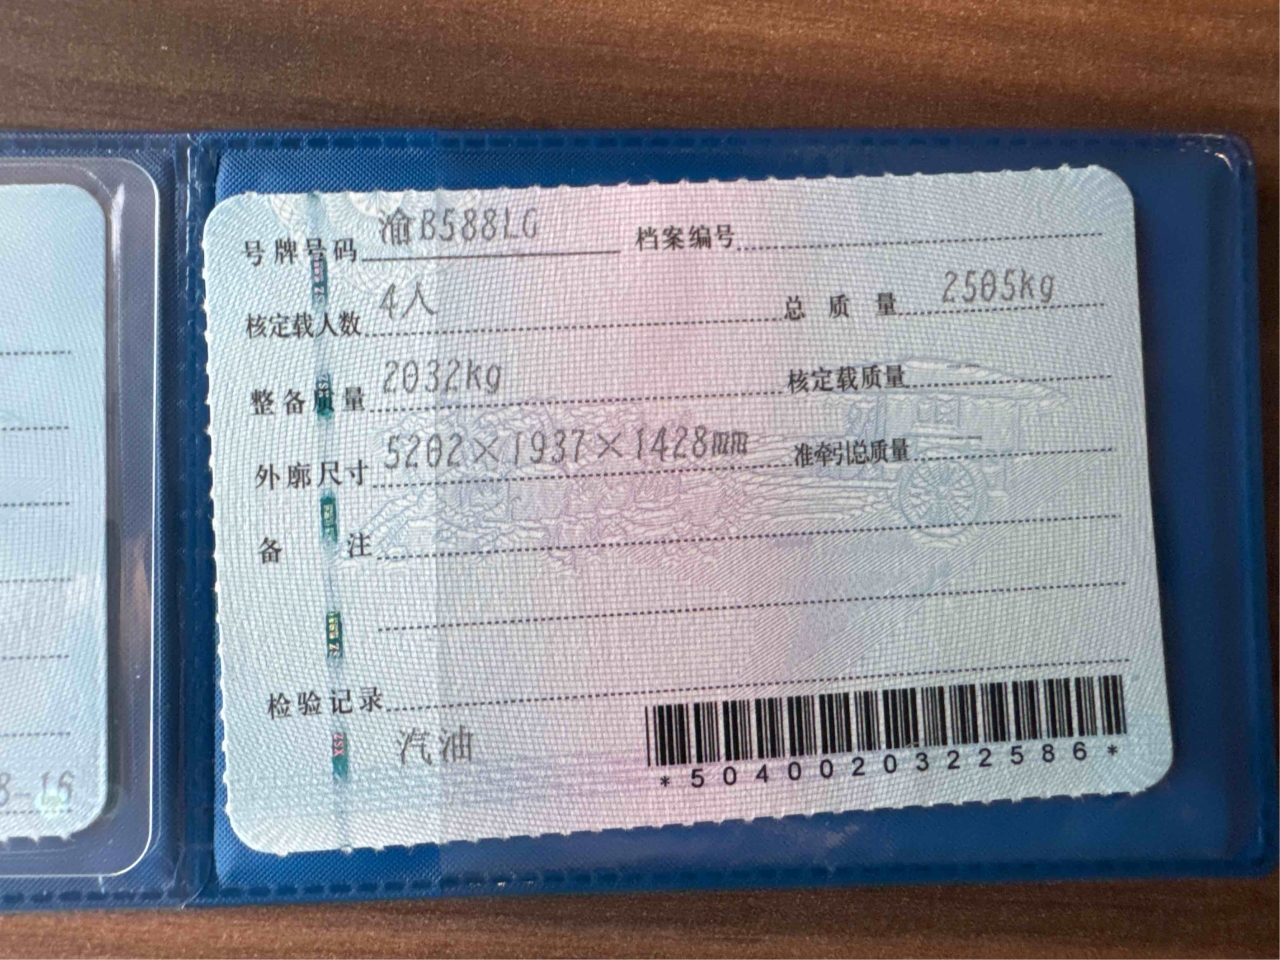 号牌号码 渝B588LG 档案编号
核定载人数 4人 总质量 2505kg
整备质量 2032kg 核定载质量
外廓尺寸 5202×1937×1428mm 准牵引总质量 --
备注
检验记录
汽油
*5040020322586*
8-16